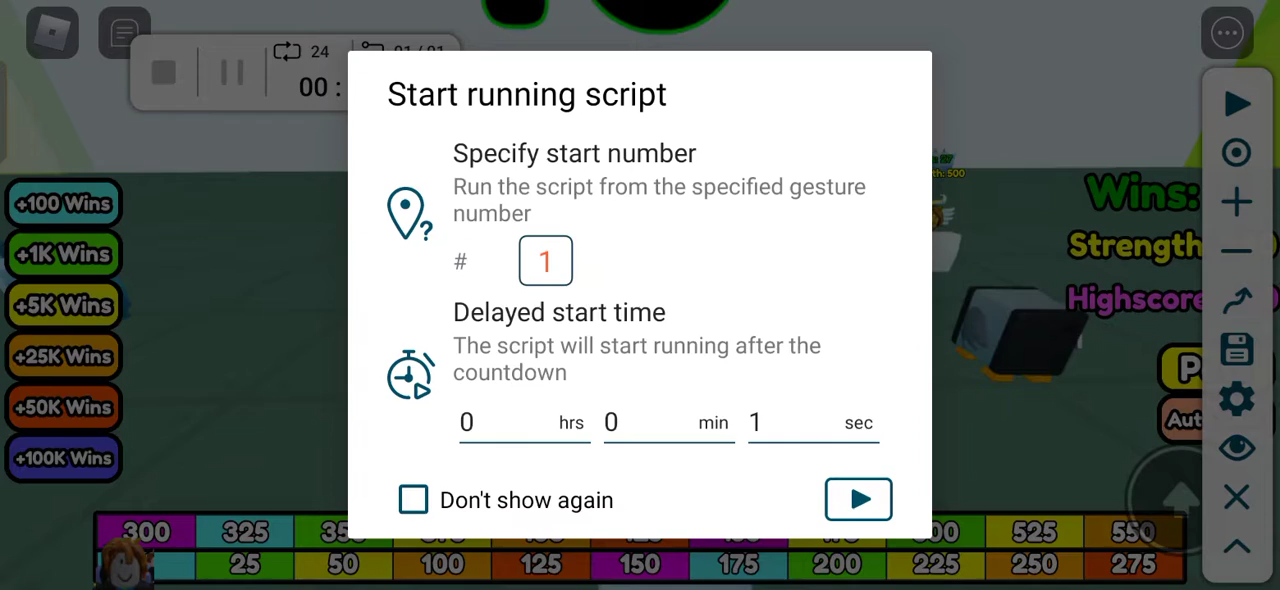 24
00 :
Start running script
Specify start number
Run the script from the specified gesture
number
# 1
Delayed start time
The script will start running after the
countdown
0 hrs 0 min 1 sec
Don't show again
+100 Wins
+1K Wins
+5K Wins
+25K Wins
+50K Wins
+100K Wins
Wins:
Strength
Highscore
Aut
300 325 525 550
25 50 100 125 150 175 200 225 250 275